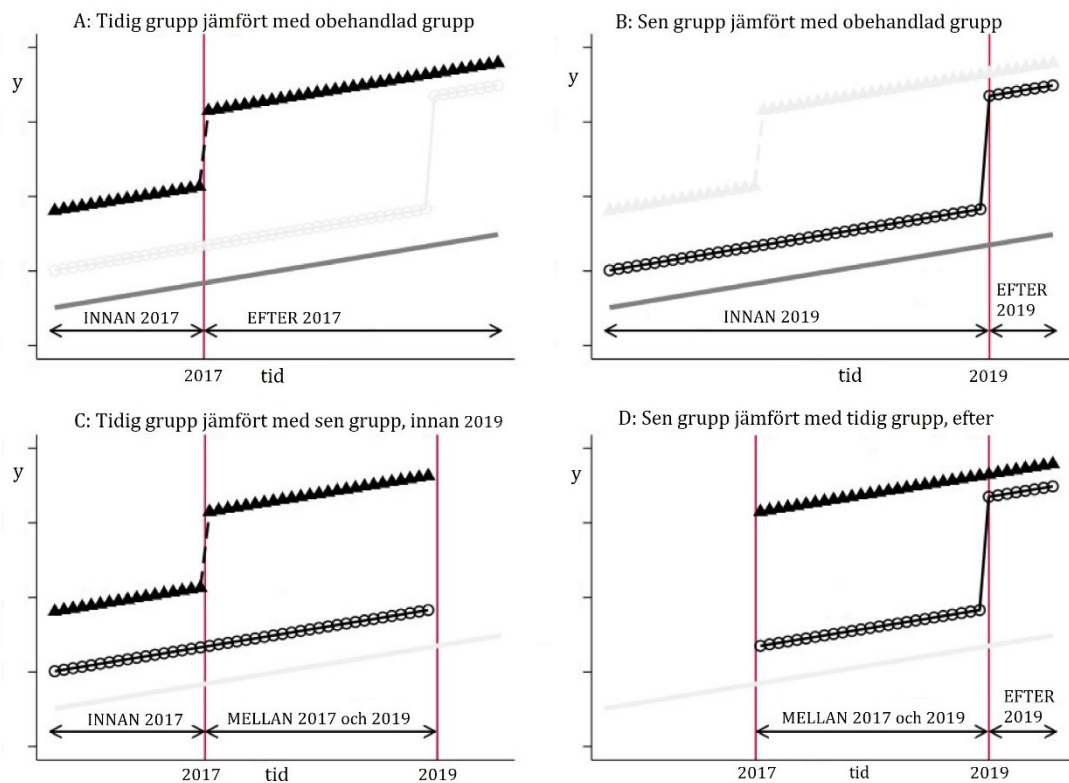 A: Tidig grupp jämfört med obehandlad grupp
y
INNAN 2017
EFTER 2017
2017
tid
B: Sen grupp jämfört med obehandlad grupp
y
INNAN 2019
EFTER
2019
tid
2019
C: Tidig grupp jämfört med sen grupp, innan 2019
y
INNAN 2017
MELLAN 2017 och 2019
2017
tid
2019
D: Sen grupp jämfört med tidig grupp, efter
y
MELLAN 2017 och 2019
EFTER
2019
2017
tid
2019